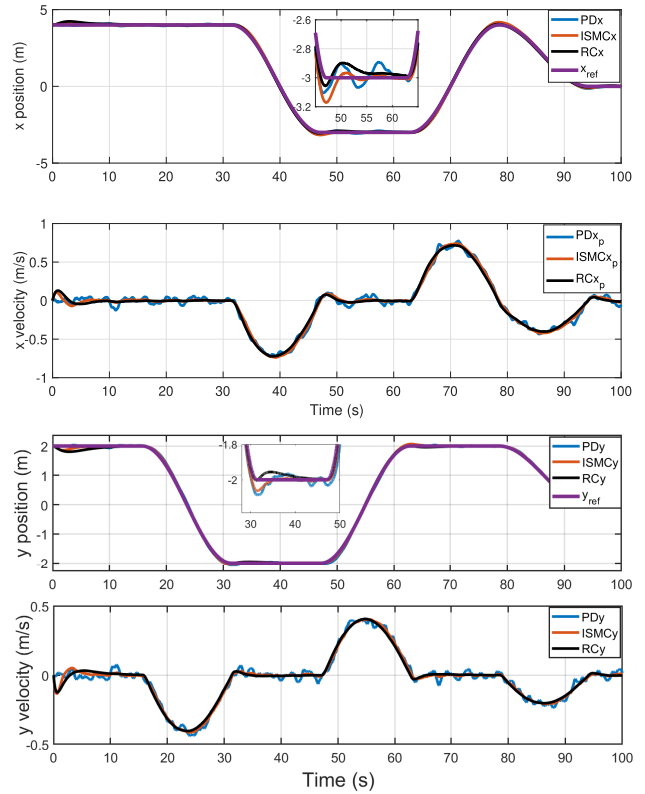 5
0
-5
x position (m)
0 10 20 30 40 50 60 70 80 90 100
-2.6
-2.8
-3
3.2
50 55 60
PDx
ISMCx
RCx
x_ref
1
0.5
0
-0.5
-1
x velocity (m/s)
0 10 20 30 40 50 60 70 80 90 100
Time (s)
PDx_p
ISMCx_p
RCx_p
2
1
0
-1
-2
y position (m)
0 10 20 30 40 50 60 70 80 90 100
-1.8
-2
30 40 50
PDy
ISMCy
RCy
y_ref
0.5
0
-0.5
y velocity (m/s)
0 10 20 30 40 50 60 70 80 90 100
Time (s)
PDy
ISMCy
RCy